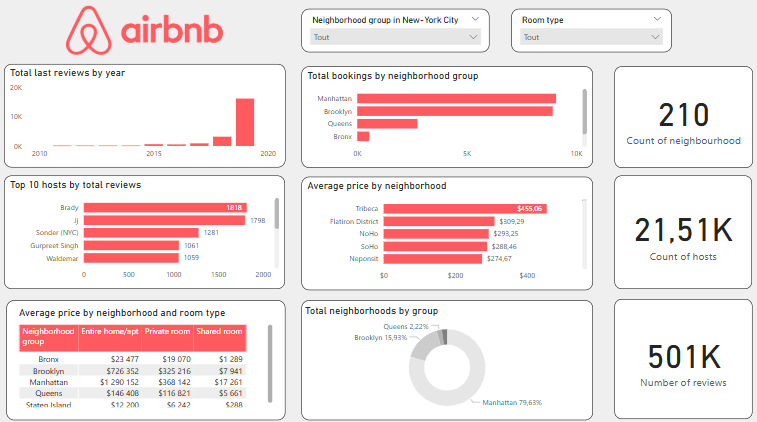 airbnb
Neighborhood group in New-York City
Tout
Room type
Tout
Total last reviews by year
20K
10K
0K
2010
2015
2020
Total bookings by neighborhood group
Manhattan
Brooklyn
Queens
Bronx
0K
5K
10K
210
Count of neighbourhood
Top 10 hosts by total reviews
Brady 1818
Jj 1798
Sonder (NYC) 1281
Gurpreet Singh 1061
Waldemar 1059
0 500 1000 1500 2000
Average price by neighborhood
Tribeca $455,06
Flatiron District $309,29
NoHo $293,25
SoHo $288,46
Neponsit $274,67
$0 $200 $400
21,51K
Count of hosts
Average price by neighborhood and room type
Neighborhood group Entire home/apt Private room Shared room
Bronx $23 477 $19 070 $1 289
Brooklyn $726 352 $325 216 $7 941
Manhattan $1 290 152 $368 142 $17 261
Queens $146 408 $116 821 $5 661
Staten Island $12 200 $6 242 $288
Total neighborhoods by group
Queens 2,22%
Brooklyn 15,93%
Manhattan 79,63%
501K
Number of reviews